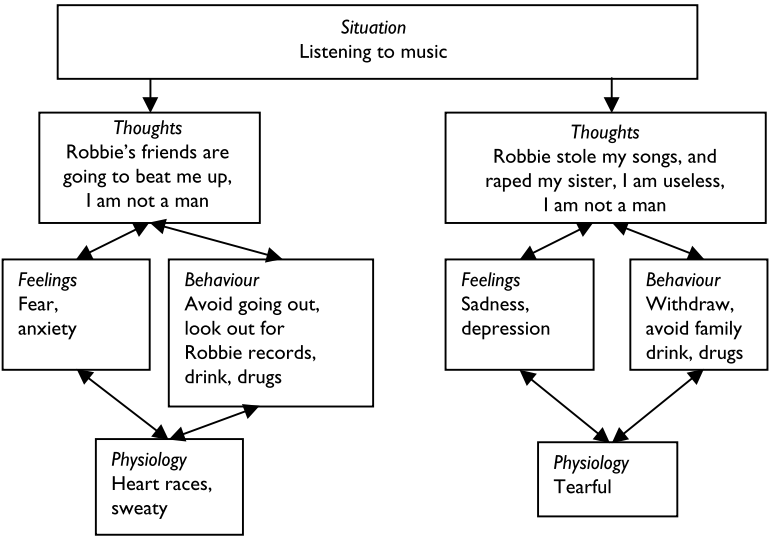 Situation
Listening to music
Thoughts
Robbie's friends are
going to beat me up,
I am not a man
Feelings
Fear,
anxiety
Behaviour
Avoid going out,
look out for
Robbie records,
drink, drugs
Physiology
Heart races,
sweaty
Thoughts
Robbie stole my songs, and
raped my sister, I am useless,
I am not a man
Feelings
Sadness,
depression
Behaviour
Withdraw,
avoid family
drink, drugs
Physiology
Tearful